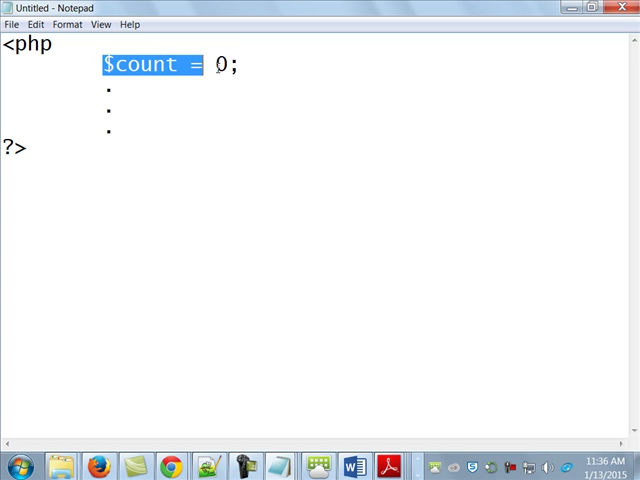 Untitled - Notepad
File Edit Format View Help
<php
$count = 0;
.
.
.
?>
11:36 AM
1/13/2015